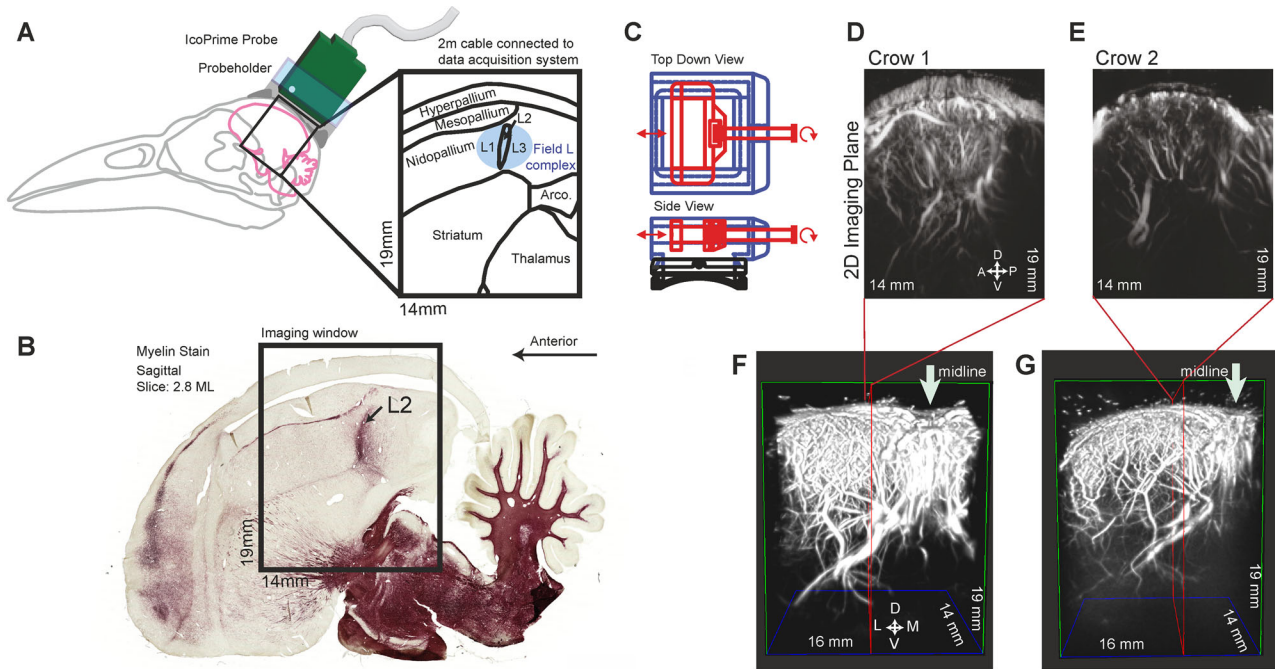 A
IcoPrime Probe
Probeholder
2m cable connected to
data acquisition system
Hyperpallium
Mesopallium
L2
Nidopallium
L1
L3
Field L
complex
Arco.
Striatum
Thalamus
19mm
14mm
B
Myelin Stain
Sagittal
Slice: 2.8 ML
Imaging window
Anterior
L2
19mm
14mm
C
Top Down View
Side View
D
Crow 1
2D Imaging Plane
D
A P
V
14 mm
19 mm
E
Crow 2
14 mm
19 mm
F
midline
D
L M
V
16 mm
14 mm
19 mm
G
midline
16 mm
14 mm
19 mm